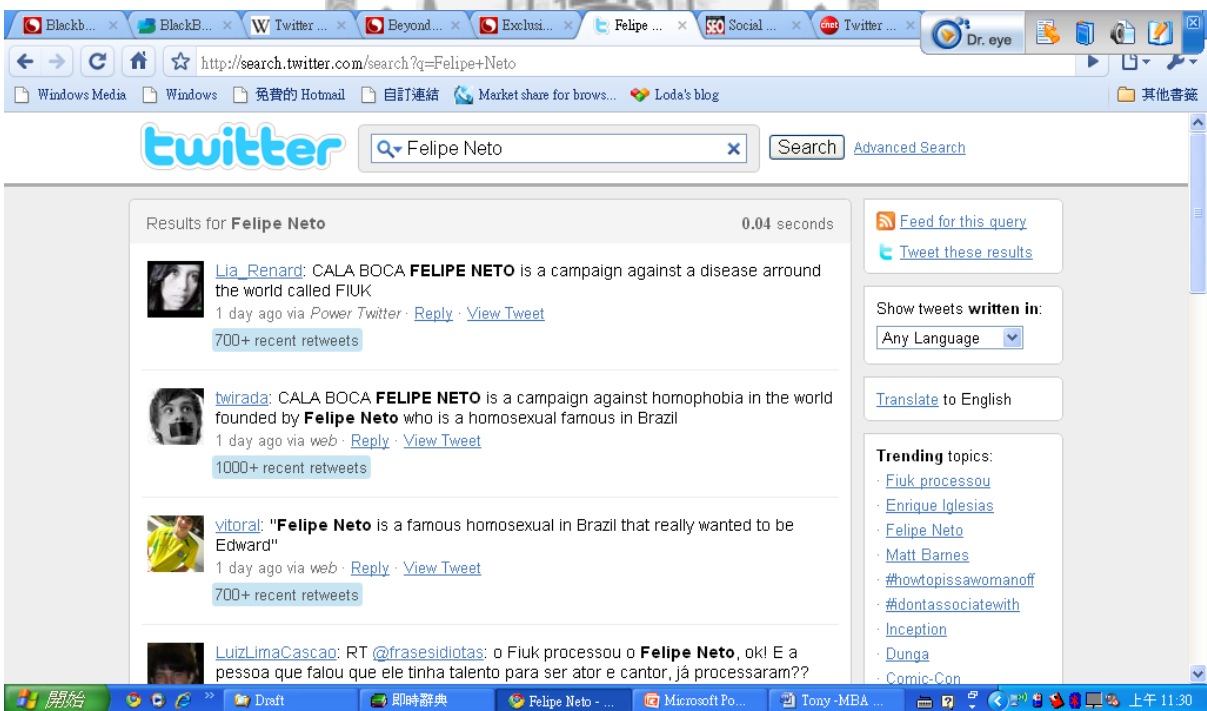 Blackb...
BlackB...
Twitter ...
Beyond...
Exclusi...
Felipe ...
Social ...
Twitter ...
Dr. eye
http://search.twitter.com/search?q=Felipe+Neto
Windows Media
Windows
免費的 Hotmail
自訂連結
Market share for brows...
Loda's blog
其他書籤
twitter
Felipe Neto
Search
Advanced Search
Results for Felipe Neto
0.04 seconds
Lia_Renard: CALA BOCA FELIPE NETO is a campaign against a disease arround
the world called FIUK
1 day ago via Power Twitter · Reply · View Tweet
700+ recent retweets
twirada: CALA BOCA FELIPE NETO is a campaign against homophobia in the world
founded by Felipe Neto who is a homosexual famous in Brazil
1 day ago via web · Reply · View Tweet
1000+ recent retweets
vitoral: "Felipe Neto is a famous homosexual in Brazil that really wanted to be
Edward"
1 day ago via web · Reply · View Tweet
700+ recent retweets
LuizLimaCascao: RT @frasesidiotas: o Fiuk processou o Felipe Neto, ok! E a
pessoa que falou que ele tinha talento para ser ator e cantor, já processaram??
Feed for this query
Tweet these results
Show tweets written in:
Any Language
Translate to English
Trending topics:
· Fiuk processou
· Enrique Iglesias
· Felipe Neto
· Matt Barnes
· #howtopissawomanoff
· #idontassociatewith
· Inception
· Dunga
· Comic-Con
開始
Draft
即時辭典
Felipe Neto - ...
Microsoft Po...
Tony -MBA ...
上午 11:30